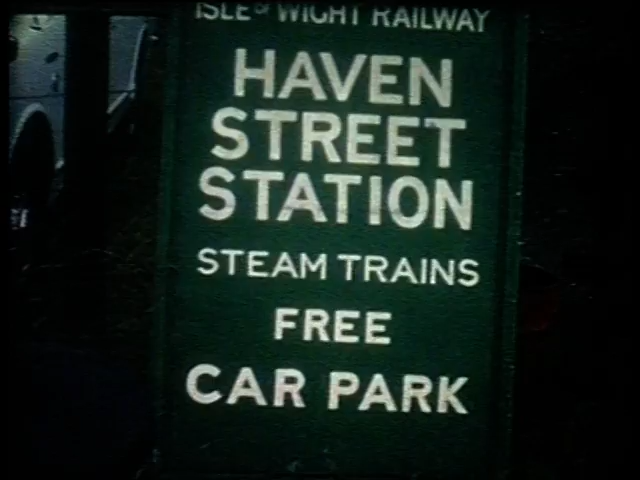 ISLE OF WIGHT RAILWAY
HAVEN
STREET
STATION
STEAM TRAINS
FREE
CAR PARK